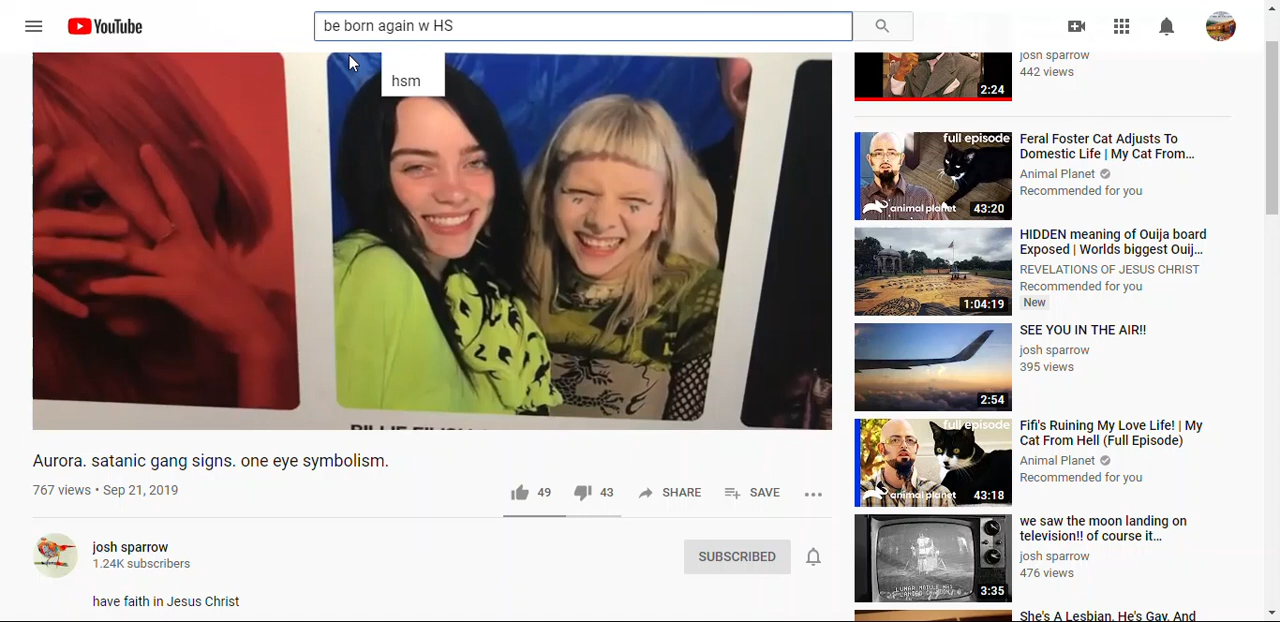 YouTube
be born again w HS
hsm
BILLIE EILISH
Aurora. satanic gang signs. one eye symbolism.
767 views • Sep 21, 2019
49
43
SHARE
SAVE
josh sparrow
1.24K subscribers
SUBSCRIBED
have faith in Jesus Christ
josh sparrow
442 views
2:24
full episode
animal planet
43:20
Feral Foster Cat Adjusts To
Domestic Life | My Cat From...
Animal Planet
Recommended for you
1:04:19
HIDDEN meaning of Ouija board
Exposed | Worlds biggest Ouij...
REVELATIONS OF JESUS CHRIST
Recommended for you
New
2:54
SEE YOU IN THE AIR!!
josh sparrow
395 views
full episode
animal planet
43:18
Fifi's Ruining My Love Life! | My
Cat From Hell (Full Episode)
Animal Planet
Recommended for you
3:35
we saw the moon landing on
television!! of course it...
josh sparrow
476 views
She's A Lesbian, He's Gay, And